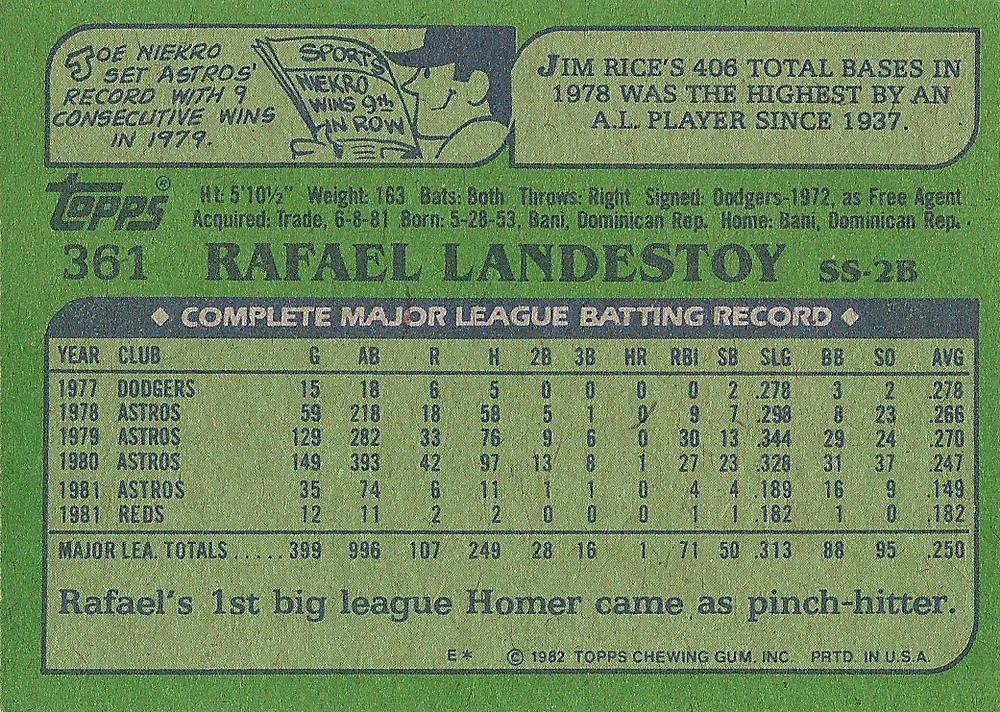 JOE NIEKRO
SET ASTROS'
RECORD WITH 9
CONSECUTIVE WINS
IN 1979.
SPORTS
NIEKRO
WINS 9th
IN ROW
JIM RICE'S 406 TOTAL BASES IN
1978 WAS THE HIGHEST BY AN
A.L. PLAYER SINCE 1937.
Topps®
Ht: 5'10½" Weight: 163 Bats: Both Throws: Right Signed: Dodgers-1972, as Free Agent
Acquired: Trade, 6-8-81 Born: 5-28-53, Bani, Dominican Rep. Home: Bani, Dominican Rep.
361 RAFAEL LANDESTOY SS-2B
◆ COMPLETE MAJOR LEAGUE BATTING RECORD ◆
YEAR CLUB G AB R H 2B 3B HR RBI SB SLG BB SO AVG
1977 DODGERS 15 18 6 5 0 0 0 0 2 .278 3 2 .278
1978 ASTROS 59 218 18 58 5 1 0 9 7 .298 8 23 .266
1979 ASTROS 129 282 33 76 9 6 0 30 13 .344 29 24 .270
1980 ASTROS 149 393 42 97 13 8 1 27 23 .328 31 37 .247
1981 ASTROS 35 74 6 11 1 1 0 4 4 .189 16 9 .149
1981 REDS 12 11 2 2 0 0 0 1 1 .182 1 0 .182
MAJOR LEA. TOTALS .....399 996 107 249 28 16 1 71 50 .313 88 95 .250
Rafael's 1st big league Homer came as pinch-hitter.
E* © 1982 TOPPS CHEWING GUM, INC. PRTD. IN U.S.A.